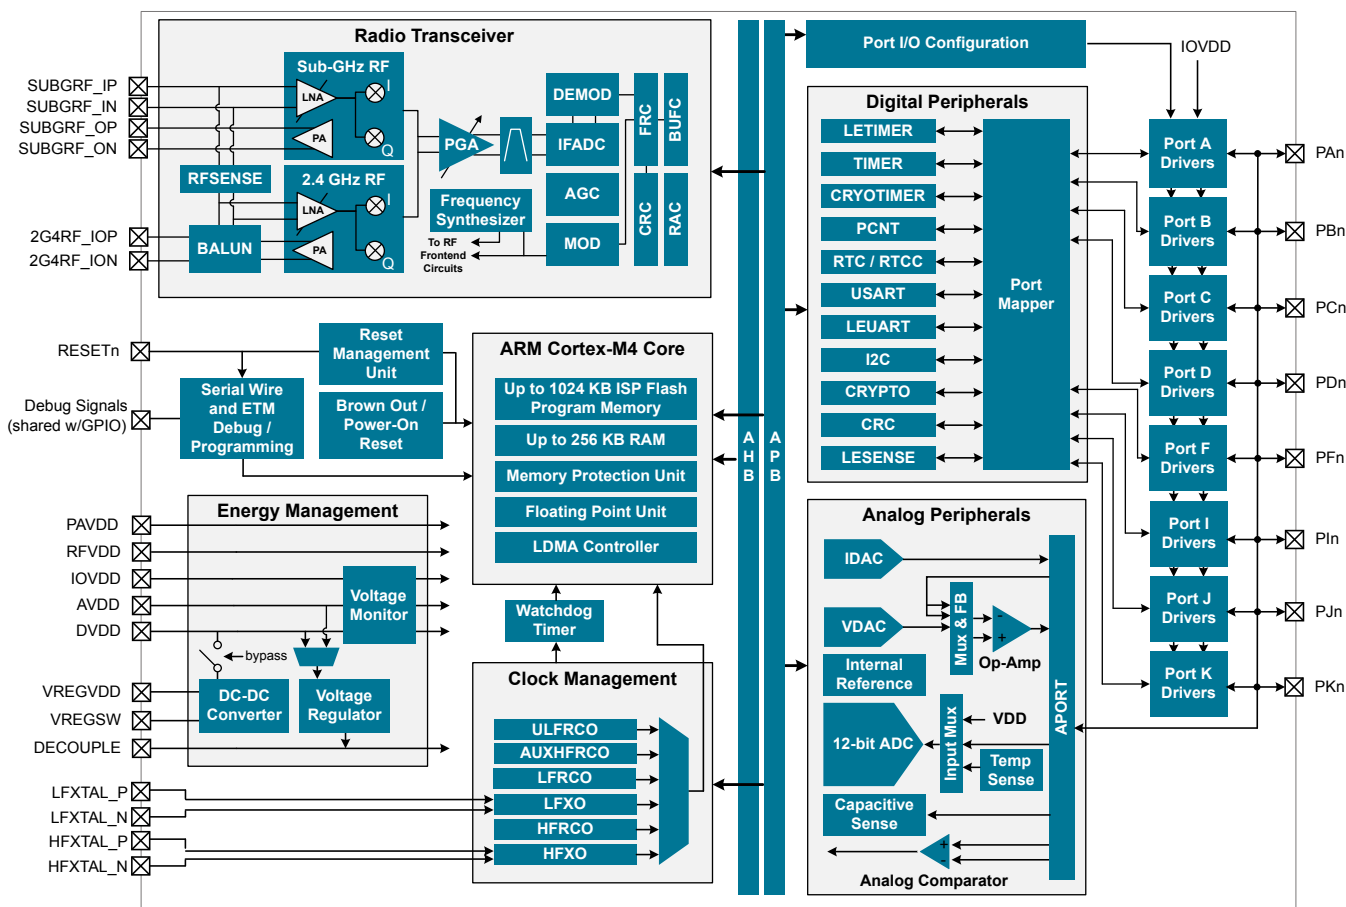 Radio Transceiver
SUBGRF_IP
SUBGRF_IN
SUBGRF_OP
SUBGRF_ON
2G4RF_IOP
2G4RF_ION
Sub-GHz RF
LNA
I
PA
Q
RFSENSE
2.4 GHz RF
LNA
I
PA
Q
BALUN
PGA
Frequency
Synthesizer
To RF
Frontend
Circuits
DEMOD
IFADC
AGC
MOD
FRC
BUFC
CRC
RAC
RESETn
Debug Signals
(shared w/GPIO)
Reset
Management
Unit
Serial Wire
and ETM
Debug /
Programming
Brown Out /
Power-On
Reset
ARM Cortex-M4 Core
Up to 1024 KB ISP Flash
Program Memory
Up to 256 KB RAM
Memory Protection Unit
Floating Point Unit
LDMA Controller
Watchdog
Timer
Energy Management
PAVDD
RFVDD
IOVDD
AVDD
DVDD
VREGVDD
VREGSW
DECOUPLE
Voltage
Monitor
bypass
DC-DC
Converter
Voltage
Regulator
LFXTAL_P
LFXTAL_N
HFXTAL_P
HFXTAL_N
Clock Management
ULFRCO
AUXHFRCO
LFRCO
LFXO
HFRCO
HFXO
A
H
B
A
P
B
Port I/O Configuration
IOVDD
Digital Peripherals
LETIMER
TIMER
CRYOTIMER
PCNT
RTC / RTCC
USART
LEUART
I2C
CRYPTO
CRC
LESENSE
Port
Mapper
Analog Peripherals
IDAC
VDAC
Mux & FB
-
+
Op-Amp
Internal
Reference
12-bit ADC
Input Mux
VDD
Temp
Sense
Capacitive
Sense
+
-
Analog Comparator
APORT
Port A
Drivers
Port B
Drivers
Port C
Drivers
Port D
Drivers
Port F
Drivers
Port I
Drivers
Port J
Drivers
Port K
Drivers
PAn
PBn
PCn
PDn
PFn
PIn
PJn
PKn